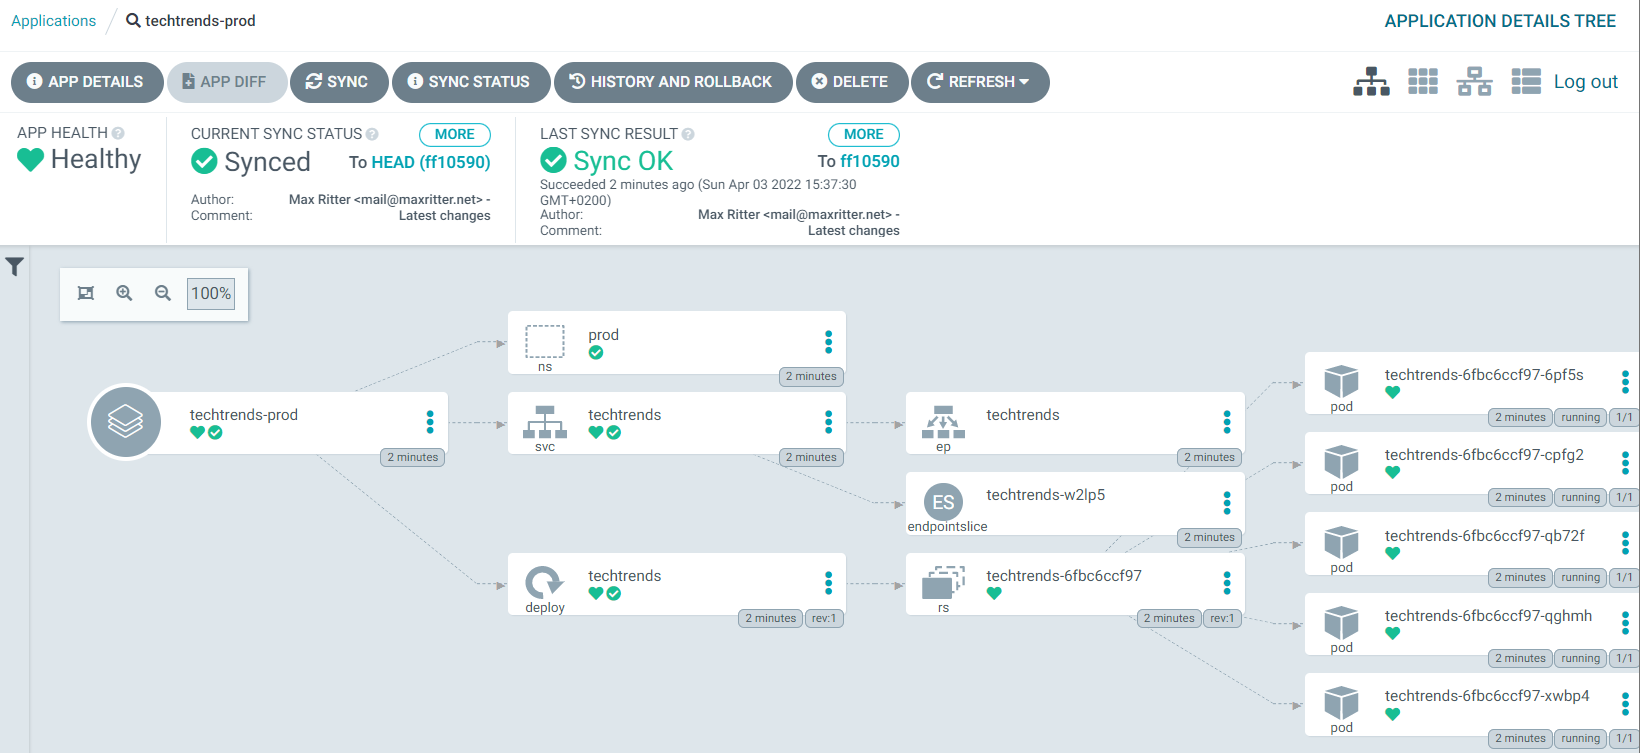 Applications techtrends-prod APPLICATION DETAILS TREE
APP DETAILS APP DIFF SYNC SYNC STATUS HISTORY AND ROLLBACK DELETE REFRESH Log out
APP HEALTH
Healthy
CURRENT SYNC STATUS MORE
Synced To HEAD (ff10590)
Author: Max Ritter <mail@maxritter.net> -
Comment: Latest changes
LAST SYNC RESULT MORE
Sync OK To ff10590
Succeeded 2 minutes ago (Sun Apr 03 2022 15:37:30
GMT+0200)
Author: Max Ritter <mail@maxritter.net> -
Comment: Latest changes
100%
techtrends-prod
2 minutes
prod
ns
2 minutes
techtrends
svc
2 minutes
techtrends
deploy
2 minutes rev:1
techtrends
ep
2 minutes
ES
techtrends-w2lp5
endpointslice
2 minutes
techtrends-6fbc6ccf97
rs
2 minutes rev:1
techtrends-6fbc6ccf97-6pf5s
pod
2 minutes running 1/1
techtrends-6fbc6ccf97-cpfg2
pod
2 minutes running 1/1
techtrends-6fbc6ccf97-qb72f
pod
2 minutes running 1/1
techtrends-6fbc6ccf97-qghmh
pod
2 minutes running 1/1
techtrends-6fbc6ccf97-xwbp4
pod
2 minutes running 1/1